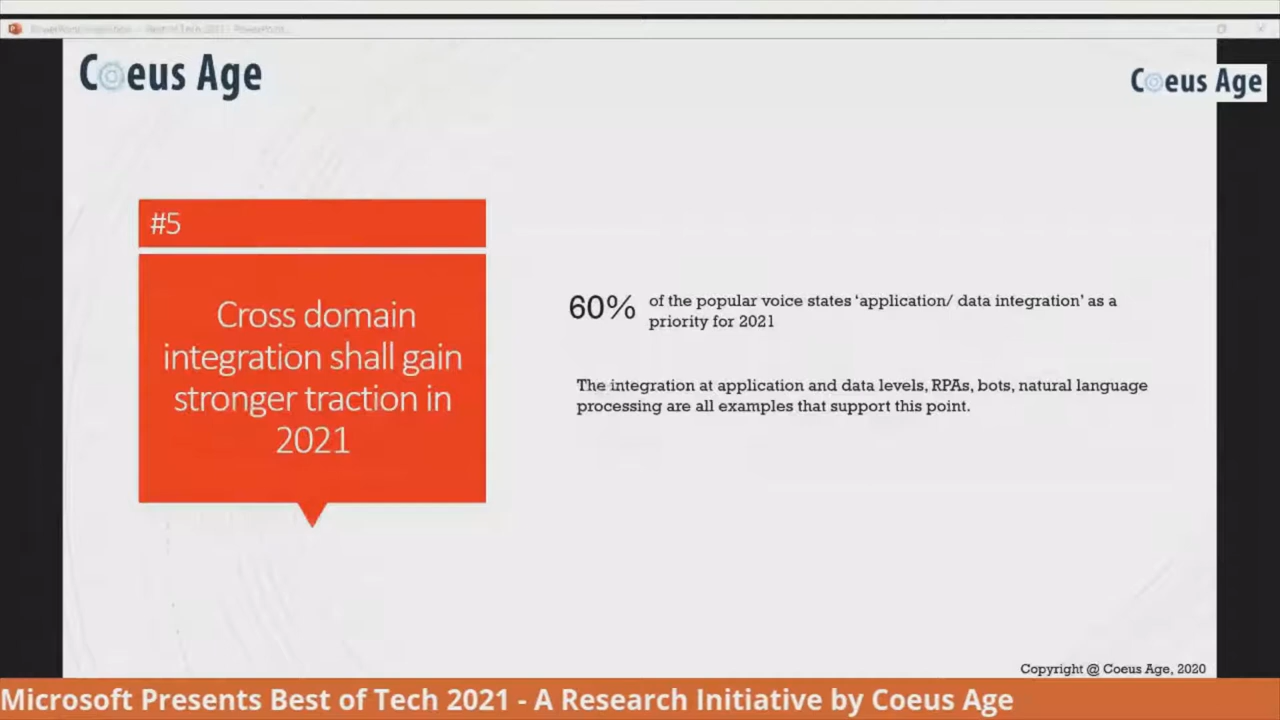 Coeus Age
Coeus Age
#5
Cross domain
integration shall gain
stronger traction in
2021
60% of the popular voice states ‘application/ data integration’ as a
priority for 2021
The integration at application and data levels, RPAs, bots, natural language
processing are all examples that support this point.
Copyright @ Coeus Age, 2020
Microsoft Presents Best of Tech 2021 - A Research Initiative by Coeus Age